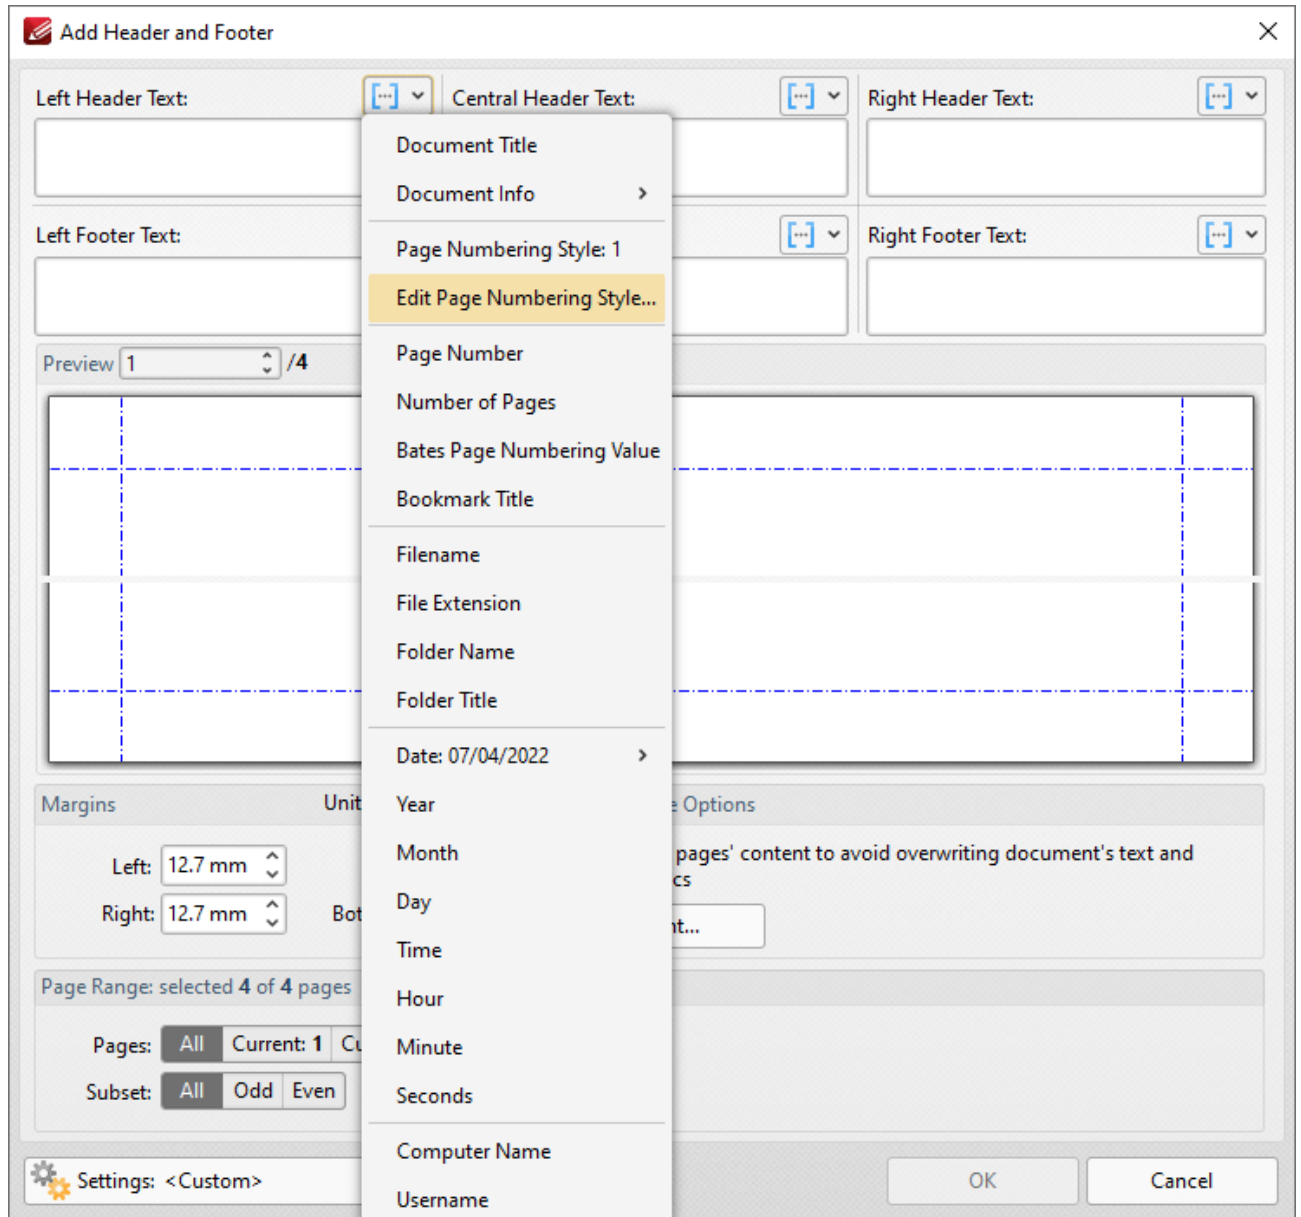 Add Header and Footer
Left Header Text:
Central Header Text:
Right Header Text:
Document Title
Document Info
Left Footer Text:
Right Footer Text:
Page Numbering Style: 1
Edit Page Numbering Style...
Preview 1 /4
Page Number
Number of Pages
Bates Page Numbering Value
Bookmark Title
Filename
File Extension
Folder Name
Folder Title
Date: 07/04/2022
Margins
Year
Options
Month
pages' content to avoid overwriting document's text and
Left: 12.7 mm
Right: 12.7 mm
Day
Time
Page Range: selected 4 of 4 pages
Hour
Pages: All Current: 1
Minute
Subset: All Odd Even
Seconds
Computer Name
Settings: <Custom>
OK
Cancel
Username